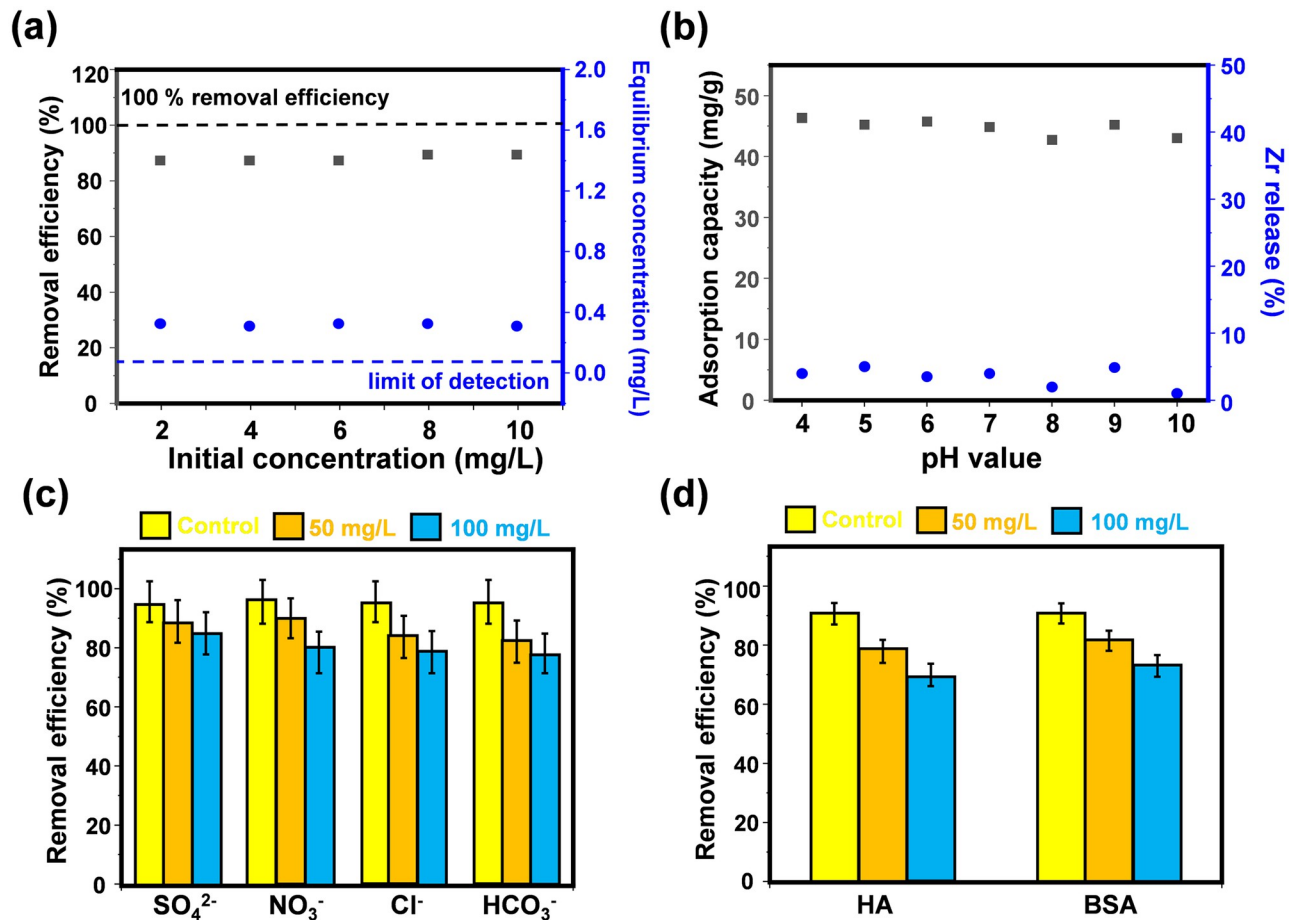 (a)
120
100
80
60
40
20
0
Removal efficiency (%)
100 % removal efficiency
limit of detection
2.0
1.6
1.2
0.8
0.4
0.0
Equilibrium concentration (mg/L)
2 4 6 8 10
Initial concentration (mg/L)
(b)
50
40
30
20
10
0
Adsorption capacity (mg/g)
50
40
30
20
10
0
Zr release (%)
4 5 6 7 8 9 10
pH value
(c)
Control 50 mg/L 100 mg/L
100
80
60
40
20
0
Removal efficiency (%)
SO₄²⁻ NO₃⁻ Cl⁻ HCO₃⁻
(d)
Control 50 mg/L 100 mg/L
100
80
60
40
20
0
Removal efficiency (%)
HA BSA